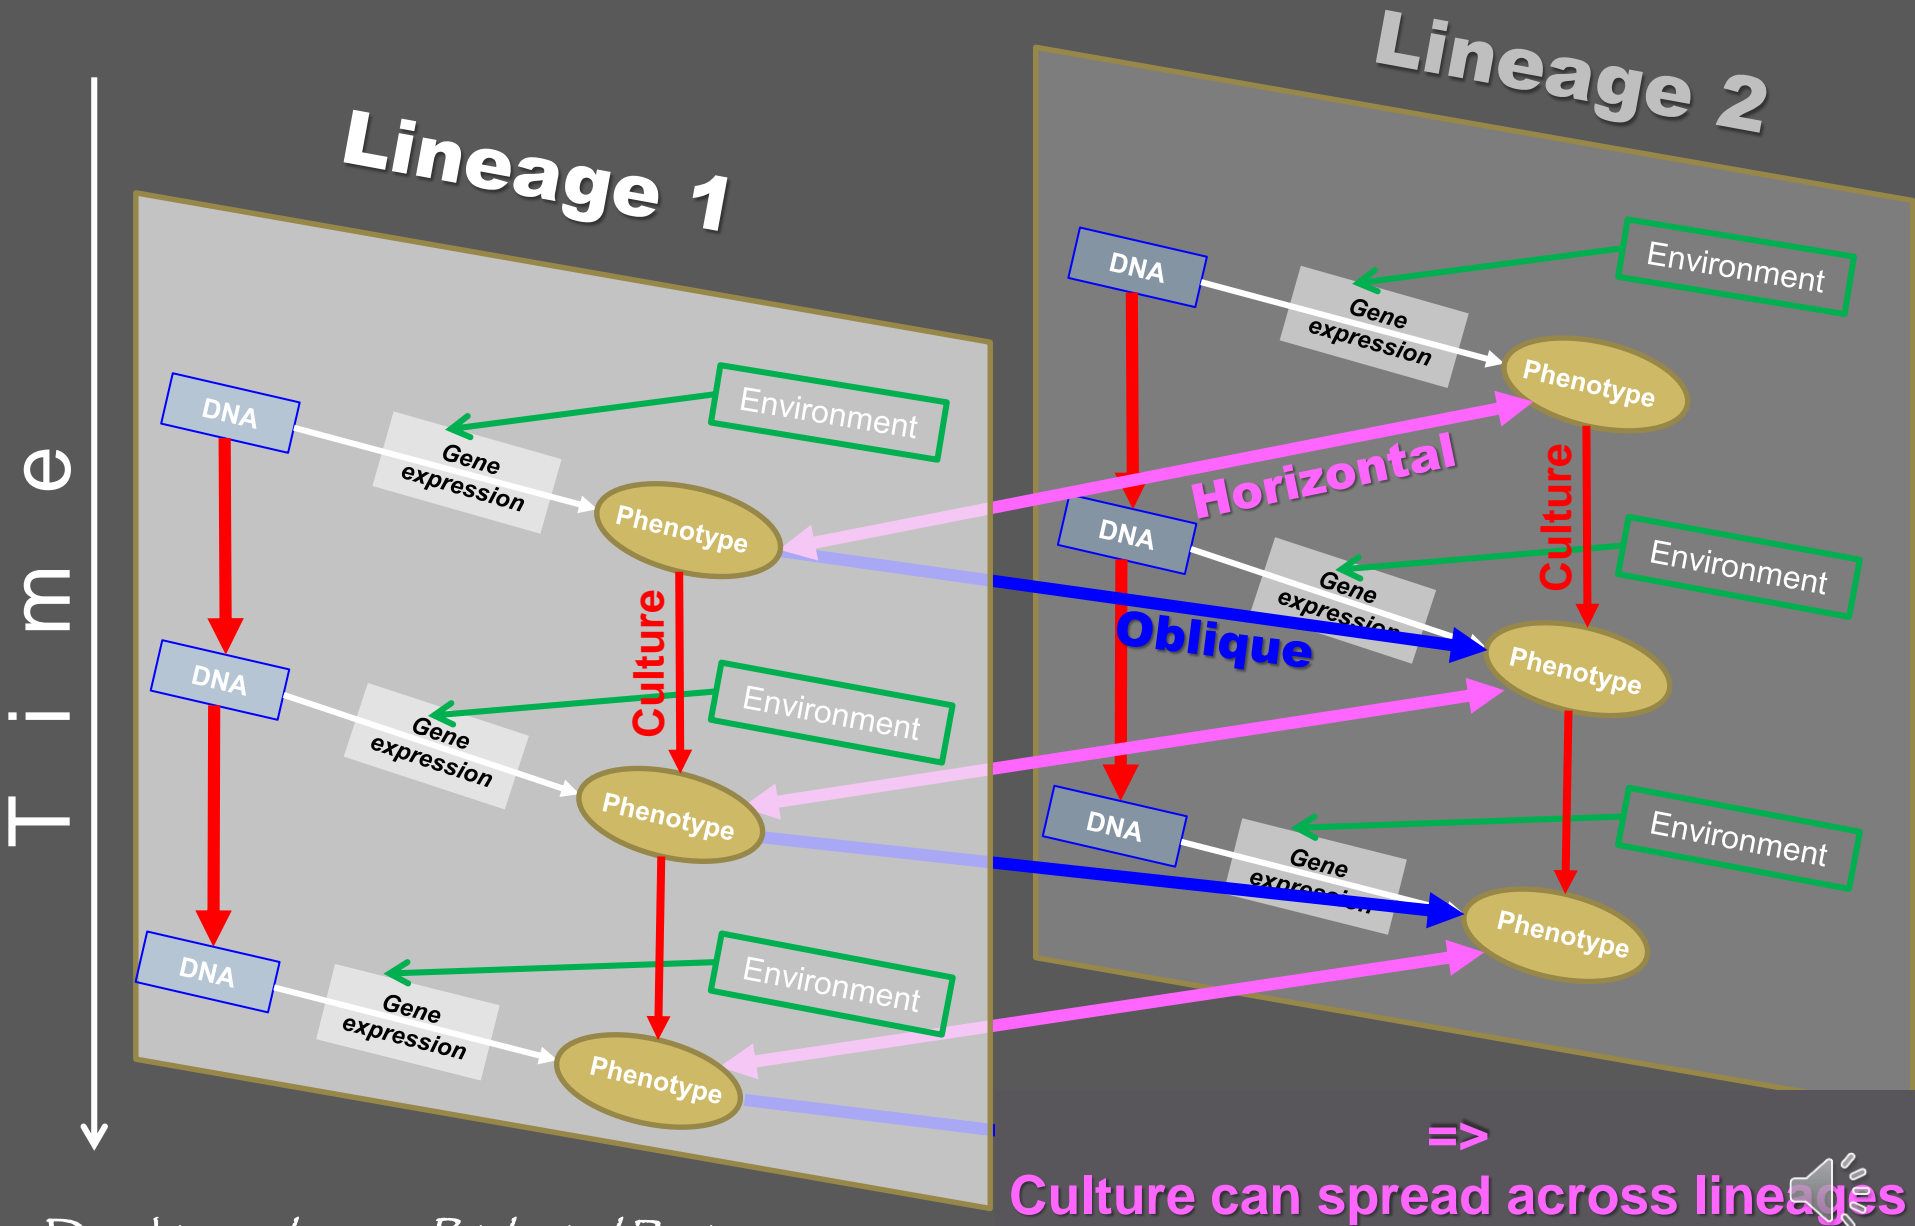 Lineage 1
Lineage 2
Time
DNA
Gene
expression
Environment
Phenotype
Culture
DNA
Gene
expression
Environment
Phenotype
DNA
Gene
expression
Environment
Phenotype
DNA
Gene
expression
Environment
Phenotype
Horizontal
Culture
DNA
Gene
expression
Environment
Oblique
Phenotype
DNA
Gene
expression
Environment
Phenotype
=>
Culture can spread across lineages